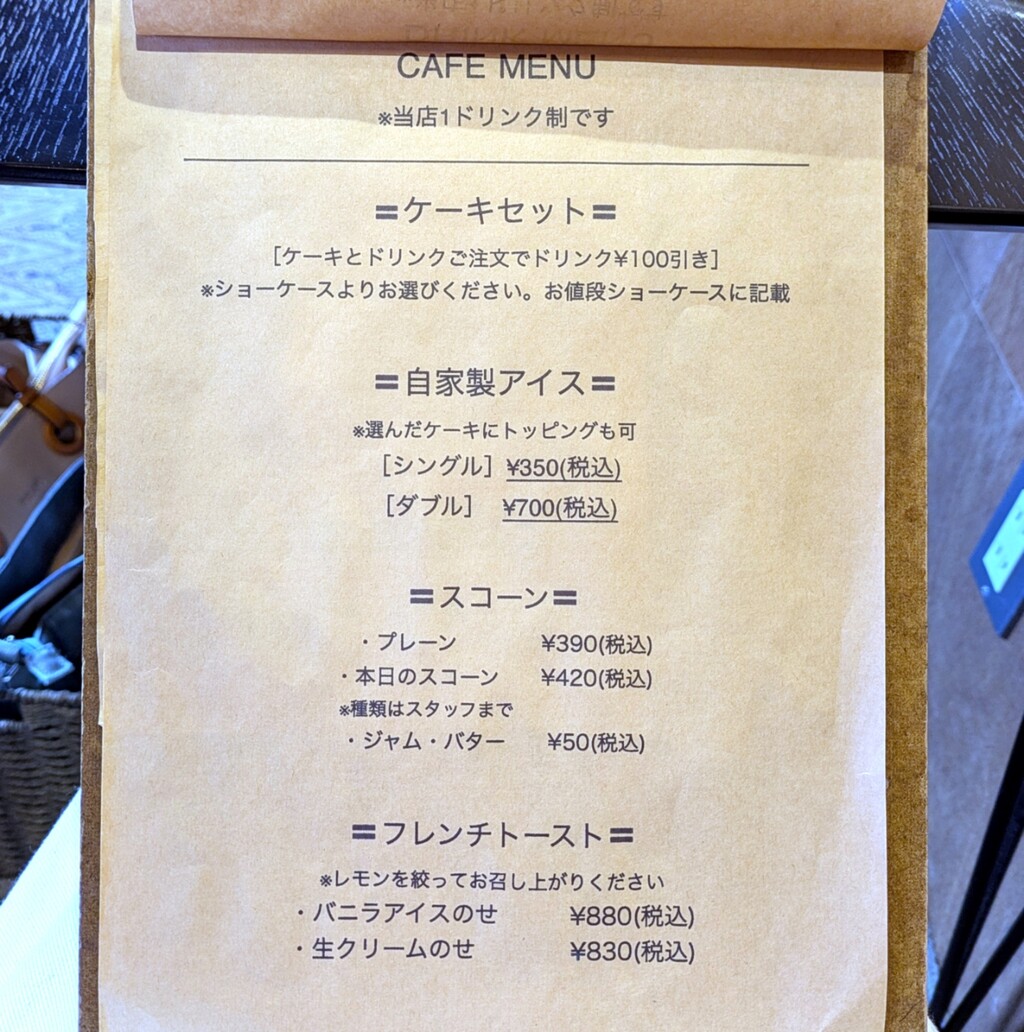 CAFE MENU
※当店1ドリンク制です
=ケーキセット=
[ケーキとドリンクご注文でドリンク¥100引き]
※ショーケースよりお選びください。お値段ショーケースに記載
=自家製アイス=
※選んだケーキにトッピングも可
[シングル] ¥350(税込)
[ダブル] ¥700(税込)
=スコーン=
・プレーン ¥390(税込)
・本日のスコーン ¥420(税込)
※種類はスタッフまで
・ジャム・バター ¥50(税込)
=フレンチトースト=
※レモンを絞ってお召し上がりください
・バニラアイスのせ ¥880(税込)
・生クリームのせ ¥830(税込)